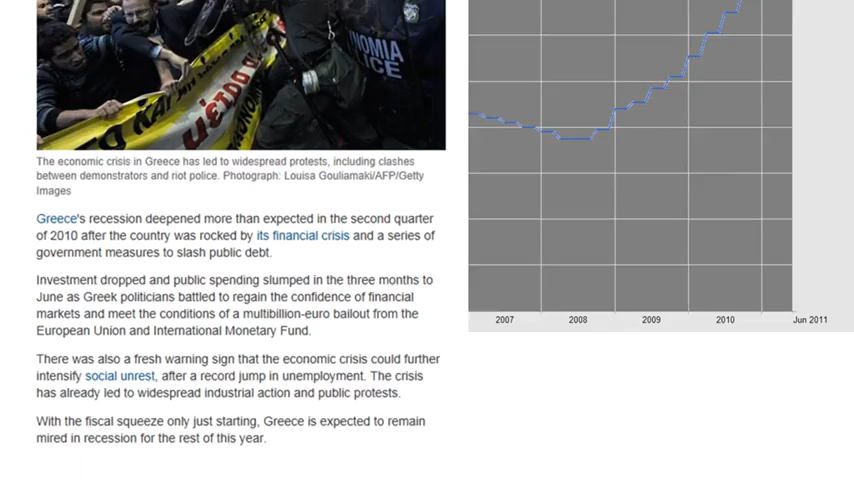 NOMIA
LICE
ΤΟ ΚΑΙ
μέτρα
The economic crisis in Greece has led to widespread protests, including clashes
between demonstrators and riot police. Photograph: Louisa Gouliamaki/AFP/Getty
Images
Greece's recession deepened more than expected in the second quarter
of 2010 after the country was rocked by its financial crisis and a series of
government measures to slash public debt.
Investment dropped and public spending slumped in the three months to
June as Greek politicians battled to regain the confidence of financial
markets and meet the conditions of a multibillion-euro bailout from the
European Union and International Monetary Fund.
There was also a fresh warning sign that the economic crisis could further
intensify social unrest, after a record jump in unemployment. The crisis
has already led to widespread industrial action and public protests.
With the fiscal squeeze only just starting, Greece is expected to remain
mired in recession for the rest of this year.
2007 2008 2009 2010 Jun 2011